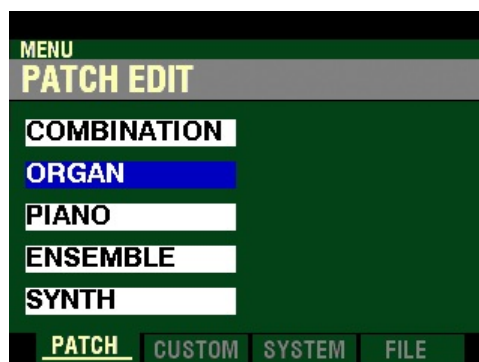 MENU
PATCH EDIT
COMBINATION
ORGAN
PIANO
ENSEMBLE
SYNTH
PATCH CUSTOM SYSTEM FILE